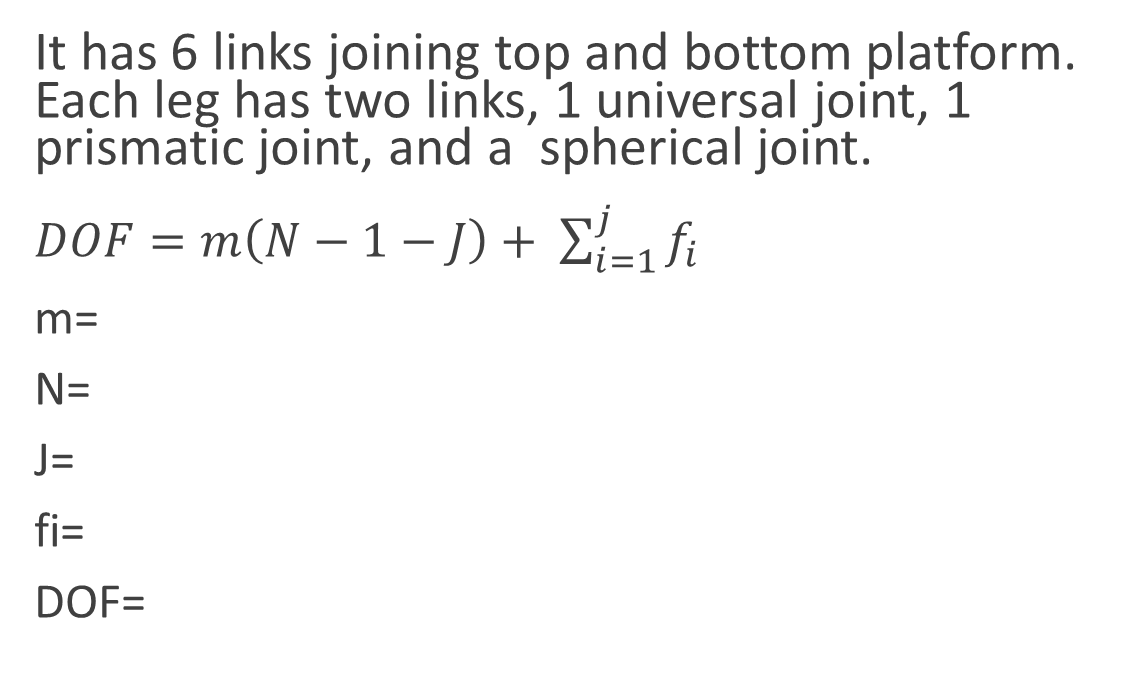 It has 6 links joining top and bottom platform.
Each leg has two links, 1 universal joint, 1
prismatic joint, and a  spherical joint.
DOF = m(N − 1 − J) + ∑ᵢ₌₁ʲ fᵢ
m=
N=
J=
fi=
DOF=